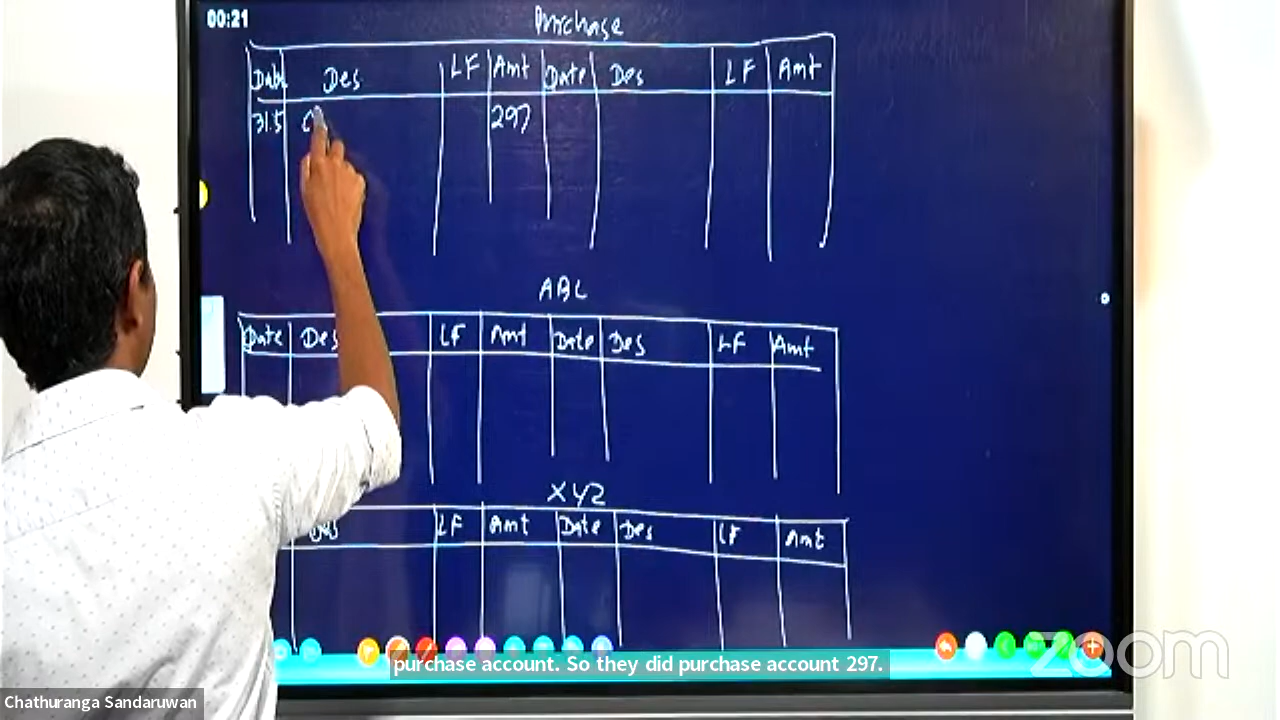 00:21
Purchase
Date Des LF Amt Date Des LF Amt
31.5 297
ABC
Date Des LF Amt Date Des LF Amt
XYZ
Des LF Amt Date Des LF Amt
purchase account. So they did purchase account 297.
zoom
Chathuranga Sandaruwan